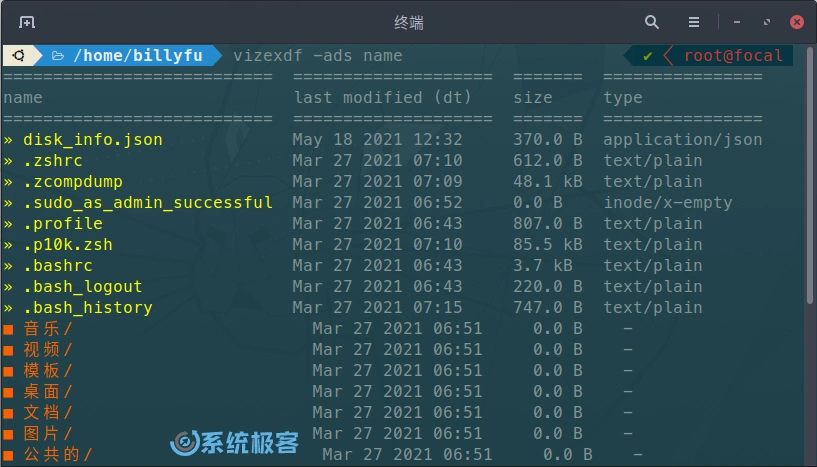 终端
/home/billyfu vizexdf -ads name ✔ root@focal
=========================== ==================== ======= ================
name last modified (dt) size type
=========================== ==================== ======= ================
» disk_info.json May 18 2021 12:32 370.0 B application/json
» .zshrc Mar 27 2021 07:10 612.0 B text/plain
» .zcompdump Mar 27 2021 07:09 48.1 kB text/plain
» .sudo_as_admin_successful Mar 27 2021 06:52 0.0 B inode/x-empty
» .profile Mar 27 2021 06:43 807.0 B text/plain
» .p10k.zsh Mar 27 2021 07:10 85.5 kB text/plain
» .bashrc Mar 27 2021 06:43 3.7 kB text/plain
» .bash_logout Mar 27 2021 06:43 220.0 B text/plain
» .bash_history Mar 27 2021 07:15 747.0 B text/plain
■ 音乐/ Mar 27 2021 06:51 0.0 B -
■ 视频/ Mar 27 2021 06:51 0.0 B -
■ 模板/ Mar 27 2021 06:51 0.0 B -
■ 桌面/ Mar 27 2021 06:51 0.0 B -
■ 文档/ Mar 27 2021 06:51 0.0 B -
■ 图片/ Mar 27 2021 06:51 0.0 B -
■ 公共的/ Mar 27 2021 06:51 0.0 B -
系统极客